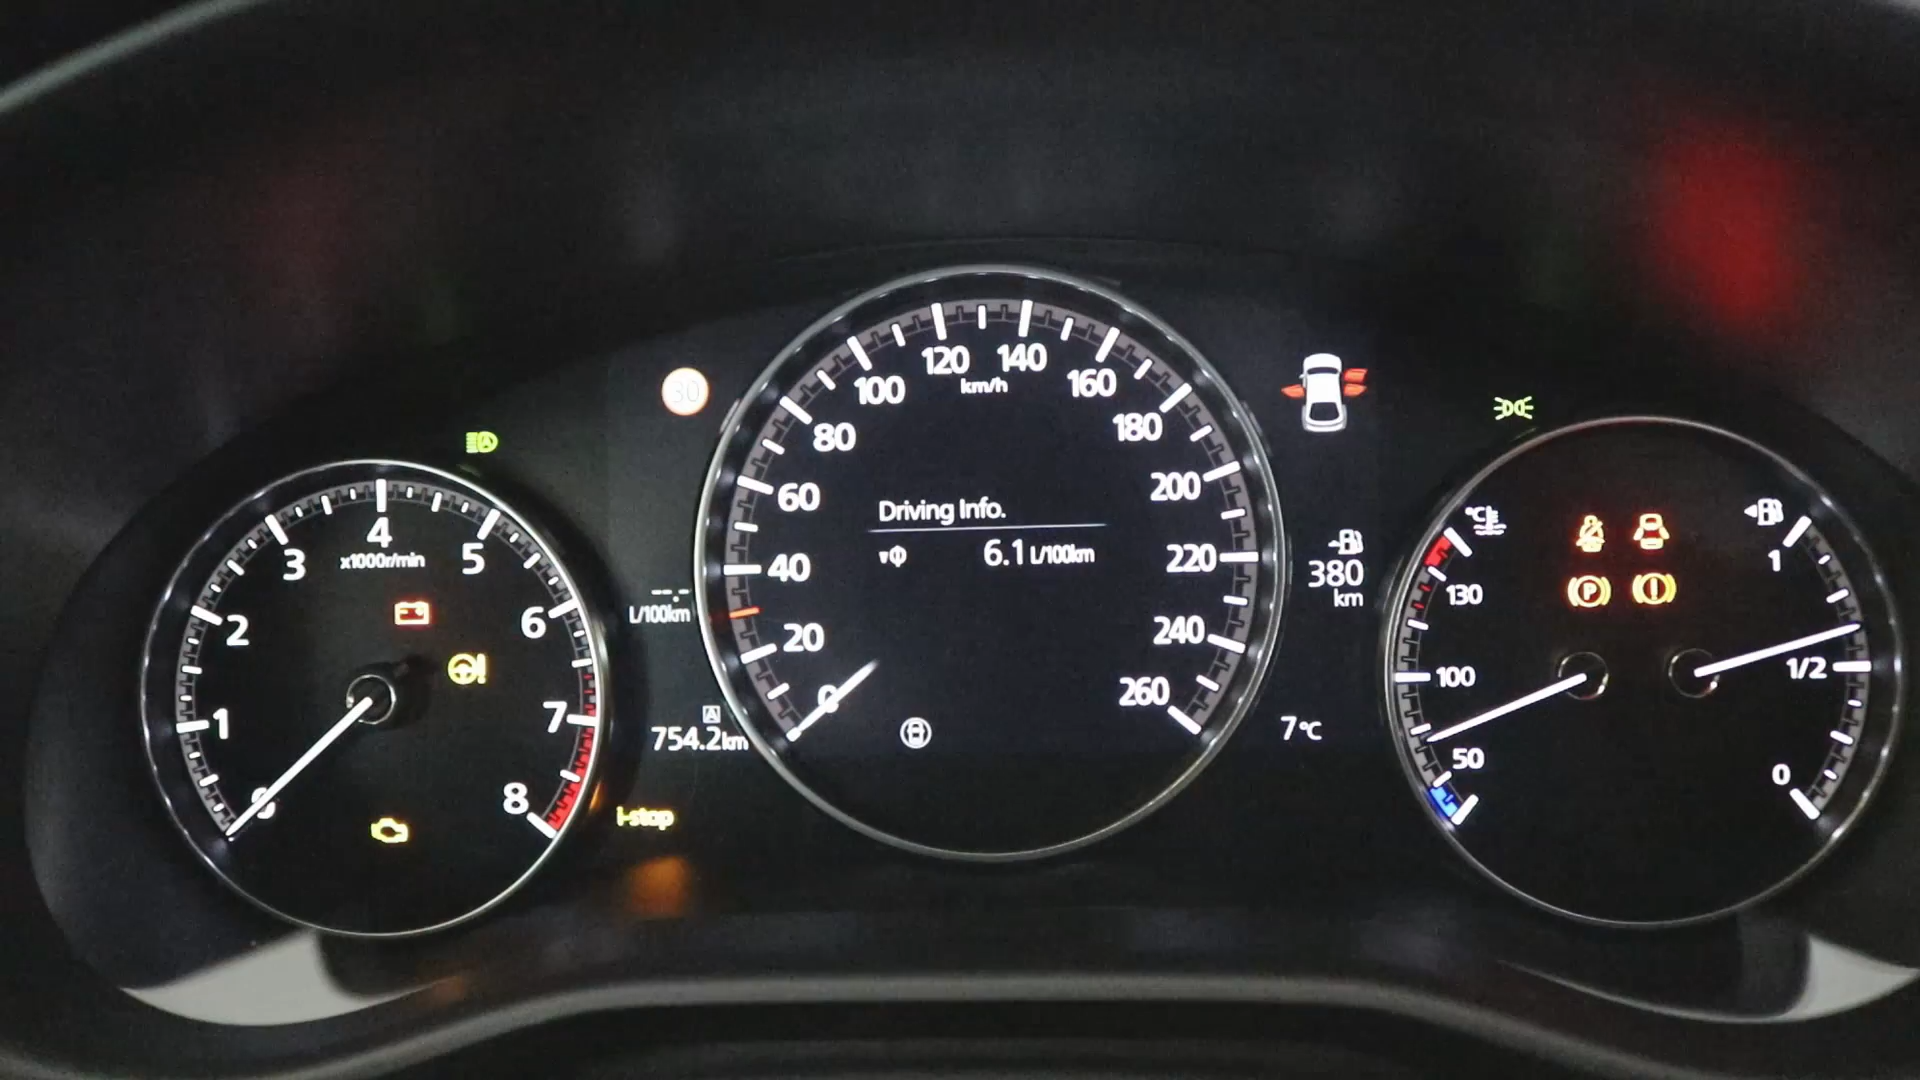 30
120 140
100 km/h 160
80 180
60 200
40 220
20 240
0 260
Driving Info.
6.1 L/100km
4
3 5
x1000r/min
2 6
1 7
8
--.-
L/100km
A
754.2km
i-stop
380
km
7°C
°C
130
100
50
P
1
1/2
0